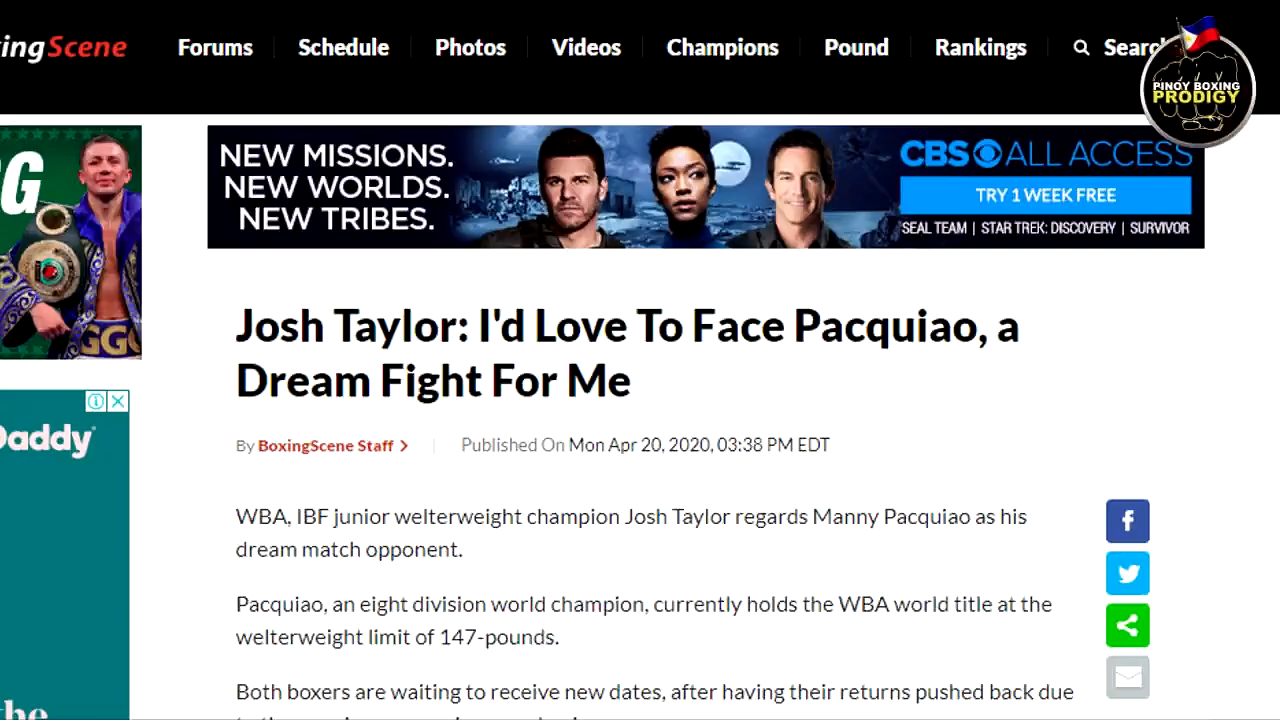 ingScene Forums Schedule Photos Videos Champions Pound Rankings Search
PINOY BOXING
PRODIGY
G
NEW MISSIONS.
NEW WORLDS.
NEW TRIBES.
CBS ALL ACCESS
TRY 1 WEEK FREE
SEAL TEAM | STAR TREK: DISCOVERY | SURVIVOR
GGG
Josh Taylor: I'd Love To Face Pacquiao, a
Dream Fight For Me
Daddy
By BoxingScene Staff > Published On Mon Apr 20, 2020, 03:38 PM EDT
WBA, IBF junior welterweight champion Josh Taylor regards Manny Pacquiao as his
dream match opponent.
Pacquiao, an eight division world champion, currently holds the WBA world title at the
welterweight limit of 147-pounds.
Both boxers are waiting to receive new dates, after having their returns pushed back due
the